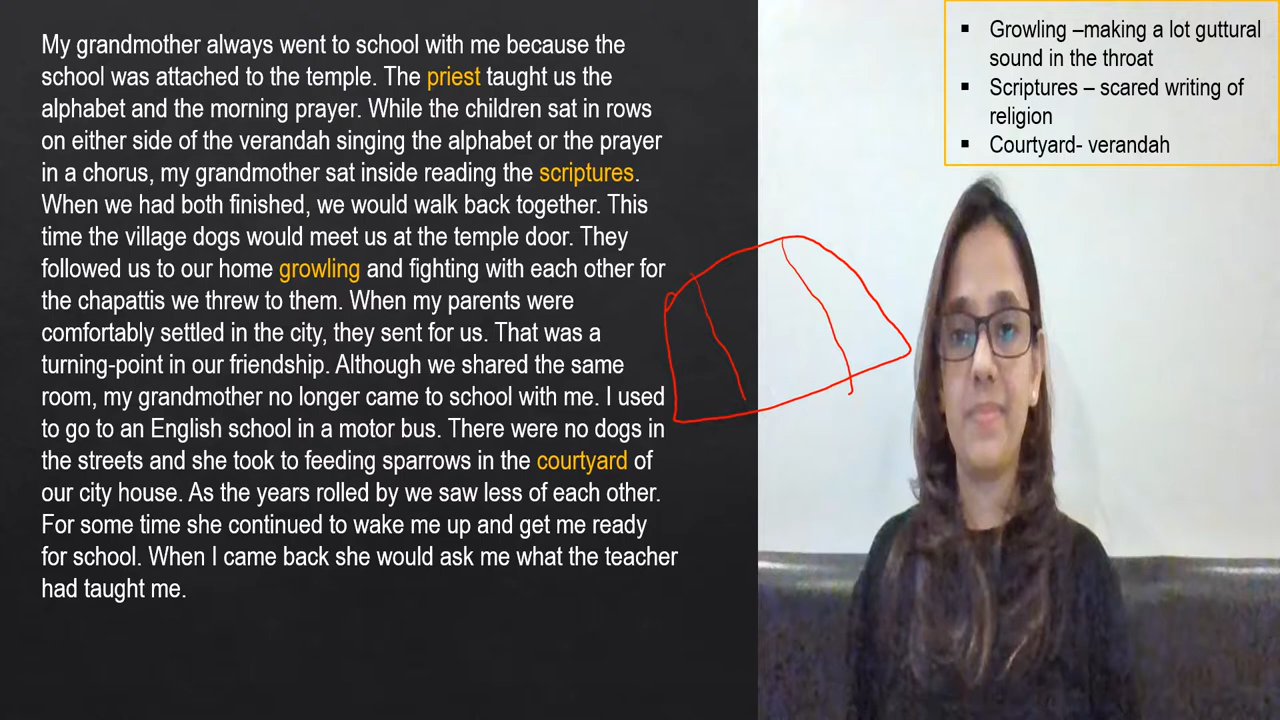 My grandmother always went to school with me because the
school was attached to the temple. The priest taught us the
alphabet and the morning prayer. While the children sat in rows
on either side of the verandah singing the alphabet or the prayer
in a chorus, my grandmother sat inside reading the scriptures.
When we had both finished, we would walk back together. This
time the village dogs would meet us at the temple door. They
followed us to our home growling and fighting with each other for
the chapattis we threw to them. When my parents were
comfortably settled in the city, they sent for us. That was a
turning-point in our friendship. Although we shared the same
room, my grandmother no longer came to school with me. I used
to go to an English school in a motor bus. There were no dogs in
the streets and she took to feeding sparrows in the courtyard of
our city house. As the years rolled by we saw less of each other.
For some time she continued to wake me up and get me ready
for school. When I came back she would ask me what the teacher
had taught me.
▪ Growling –making a lot guttural
sound in the throat
▪ Scriptures – scared writing of
religion
▪ Courtyard- verandah